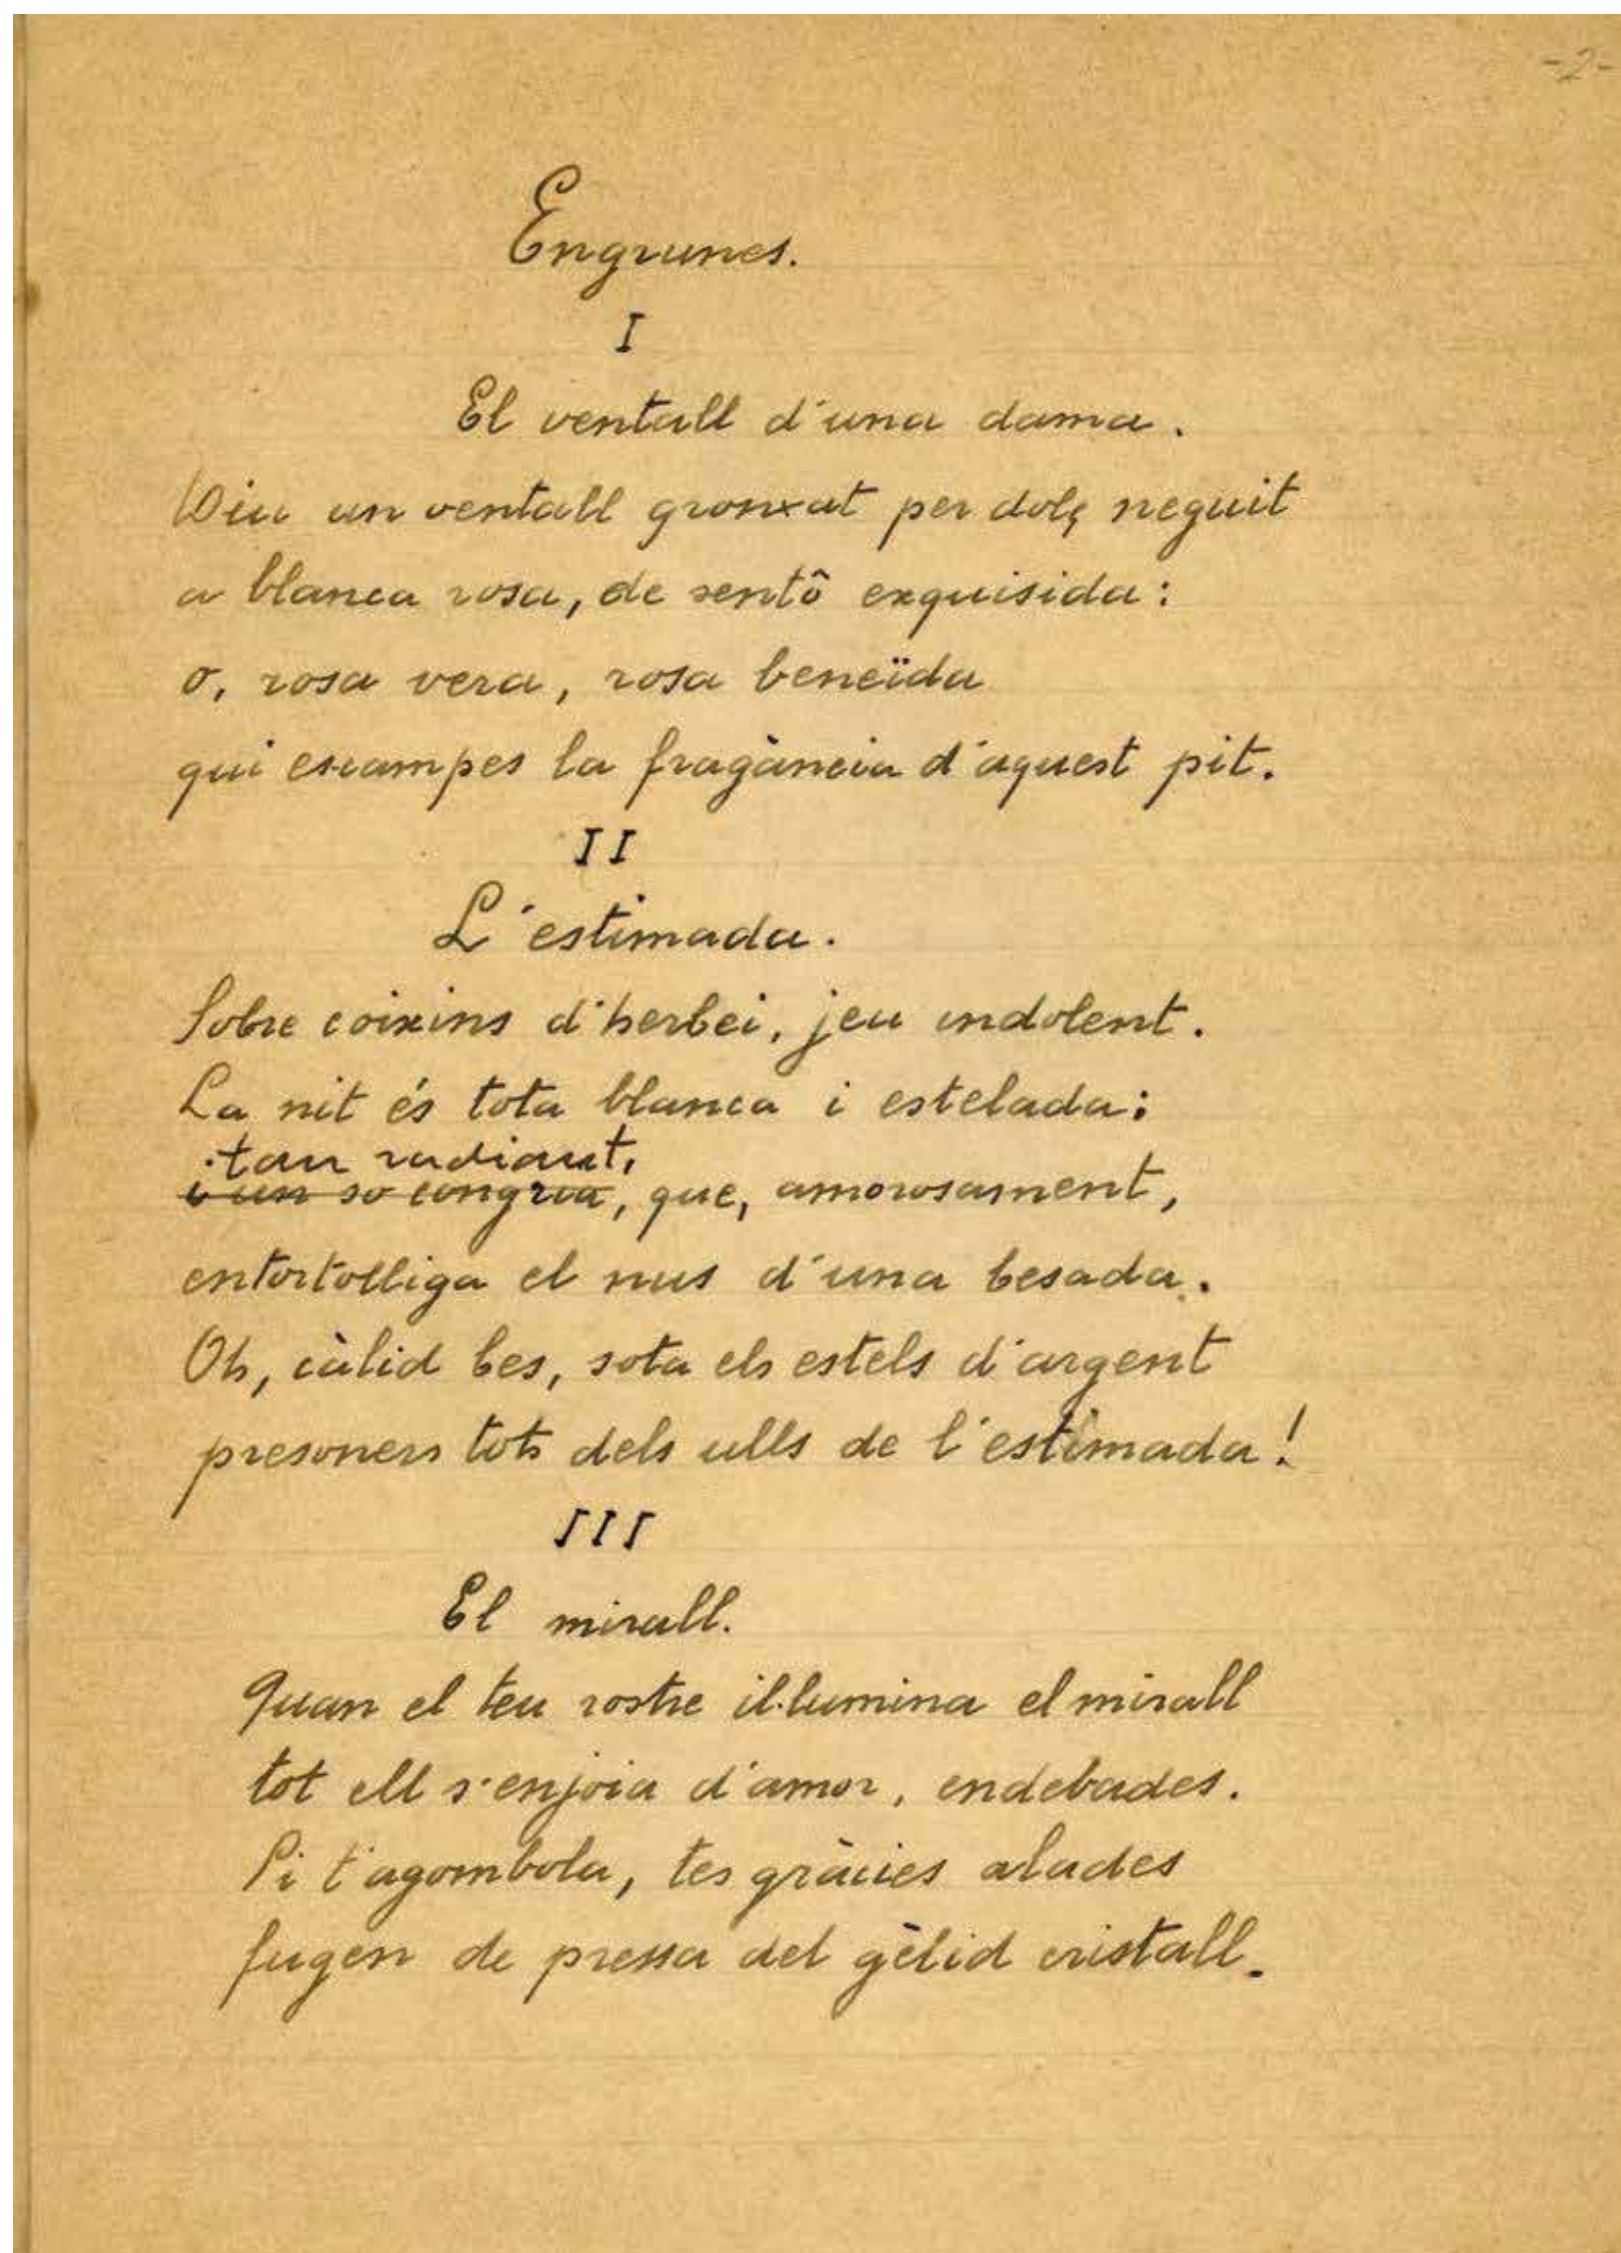 -2-
Engrunes.
I
El ventall d'una dama.
Diu un ventall gronxat per dolç neguit
a blanca rosa, de sentô exquisida:
o, rosa vera, rosa beneïda
qui escampes la fragància d'aquest pit.
II
L'estimada.
Sobre coixins d'herbei, jeu indolent.
La nit és tota blanca i estelada:
tan radiant,
i un so congria, que, amorosament,
entortolliga el nus d'una besada.
Oh, càlid bes, sota els estels d'argent
presoners tots dels ulls de l'estimada!
III
El mirall.
Quan el teu rostre il·lumina el mirall
tot ell s'enjoia d'amor, endebades.
Si t'agombola, tes gràcies alades
fugen de pressa del gèlid cristall.